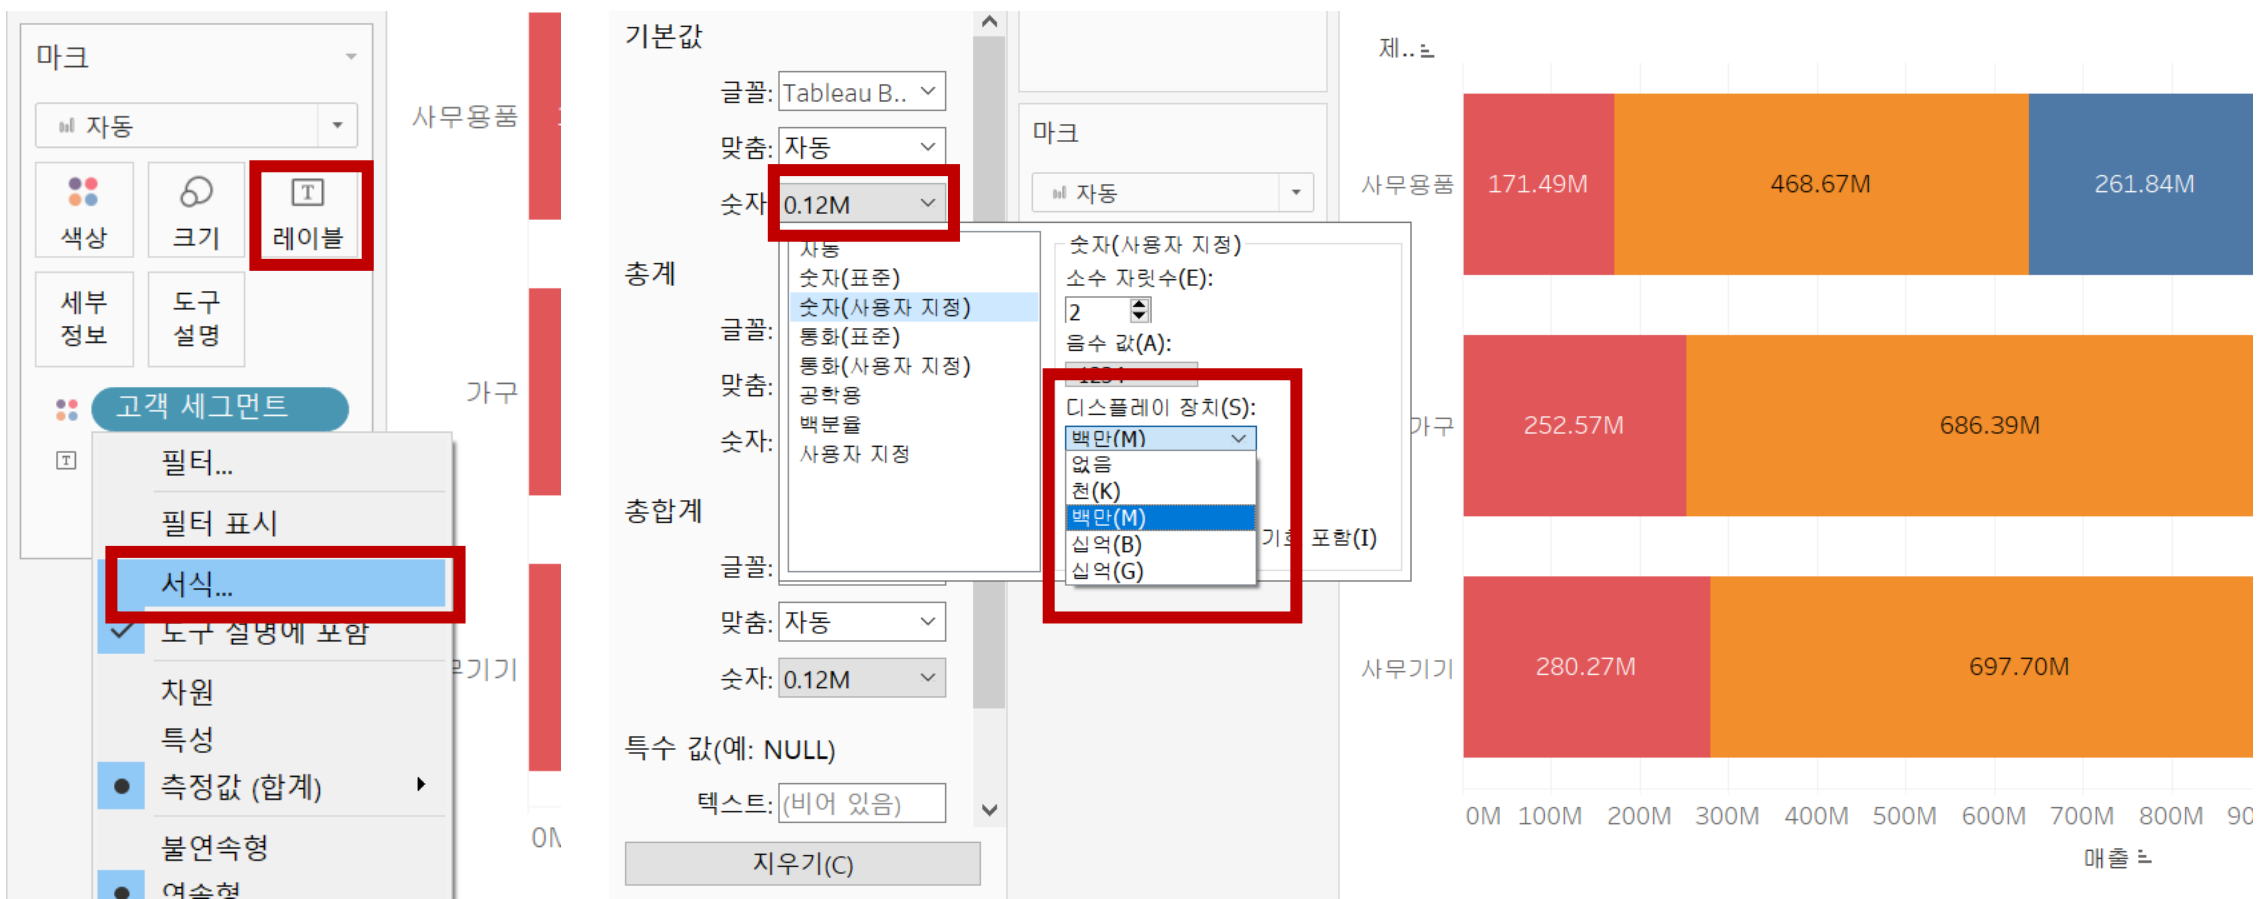 마크
자동
색상
크기
레이블
세부
정보
도구
설명
고객 세그먼트
필터...
필터 표시
서식...
도구 설명에 포함
차원
특성
측정값 (합계)
불연속형
연속형
사무용품
가구
무기기
기본값
글꼴: Tableau B..
맞춤: 자동
숫자 0.12M
총계
글꼴:
맞춤:
숫자:
총합계
글꼴:
맞춤: 자동
숫자: 0.12M
특수 값(예: NULL)
텍스트: (비어 있음)
지우기(C)
자동
숫자(표준)
숫자(사용자 지정)
통화(표준)
통화(사용자 지정)
공학용
백분율
사용자 지정
마크
자동
숫자(사용자 지정)
소수 자릿수(E):
2
음수 값(A):
디스플레이 장치(S):
백만(M)
없음
천(K)
백만(M)
십억(B)
십억(G)
기호 포함(I)
제..
사무용품 171.49M 468.67M 261.84M
가구 252.57M 686.39M
사무기기 280.27M 697.70M
0M 100M 200M 300M 400M 500M 600M 700M 800M 90
매출